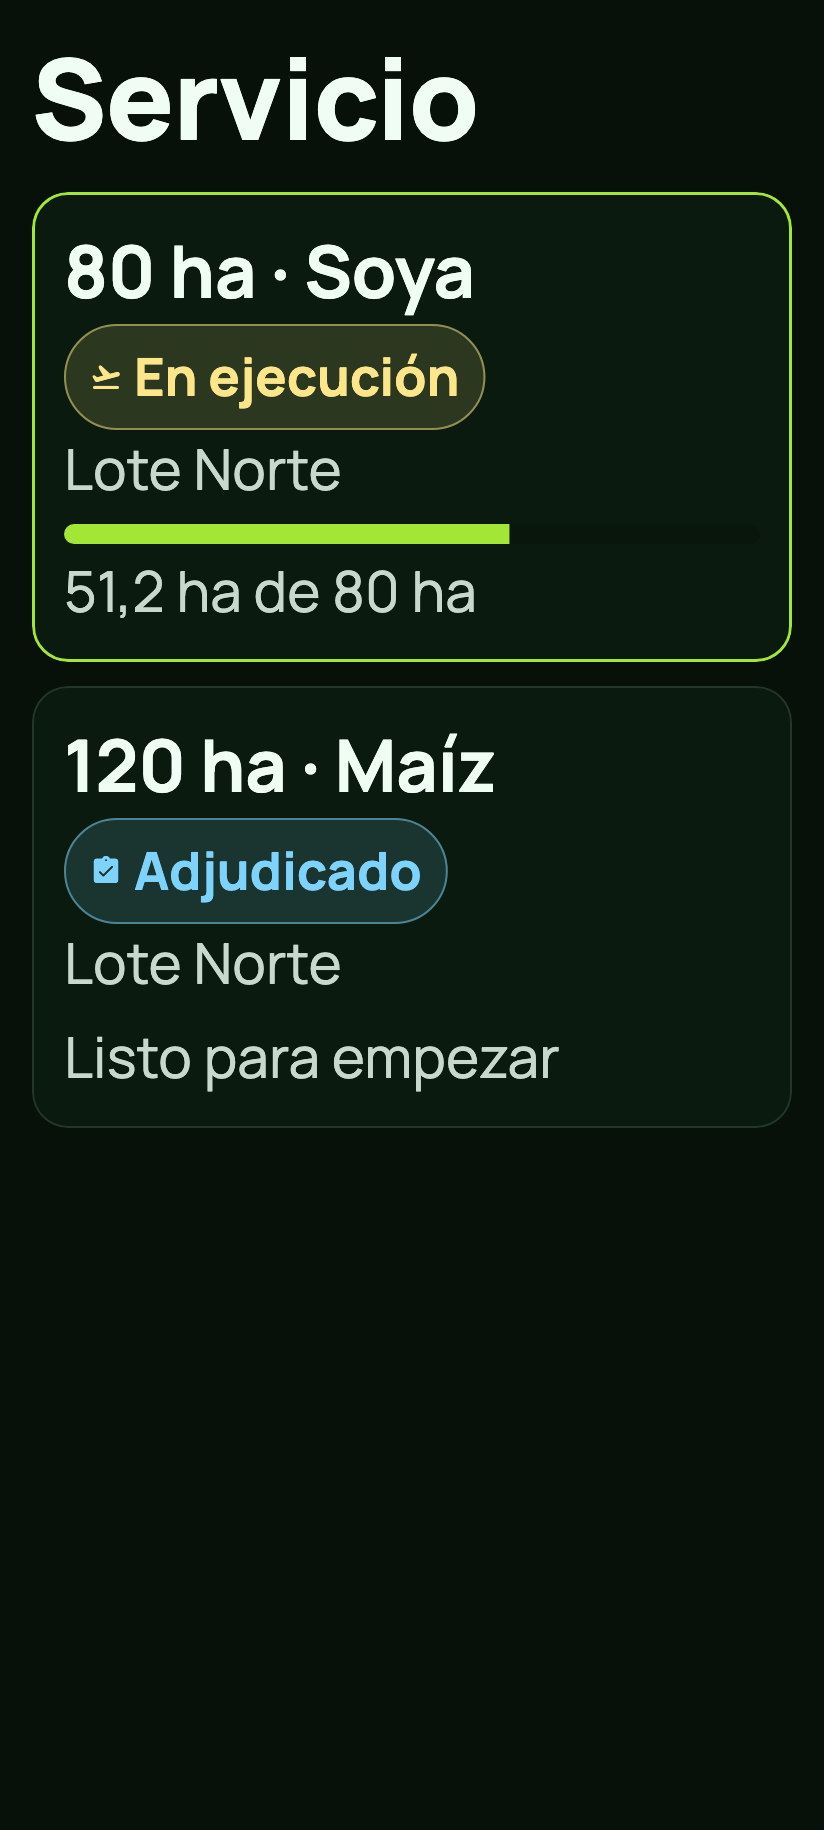 Servicio
80 ha · Soya
En ejecución
Lote Norte
51,2 ha de 80 ha
120 ha · Maíz
Adjudicado
Lote Norte
Listo para empezar